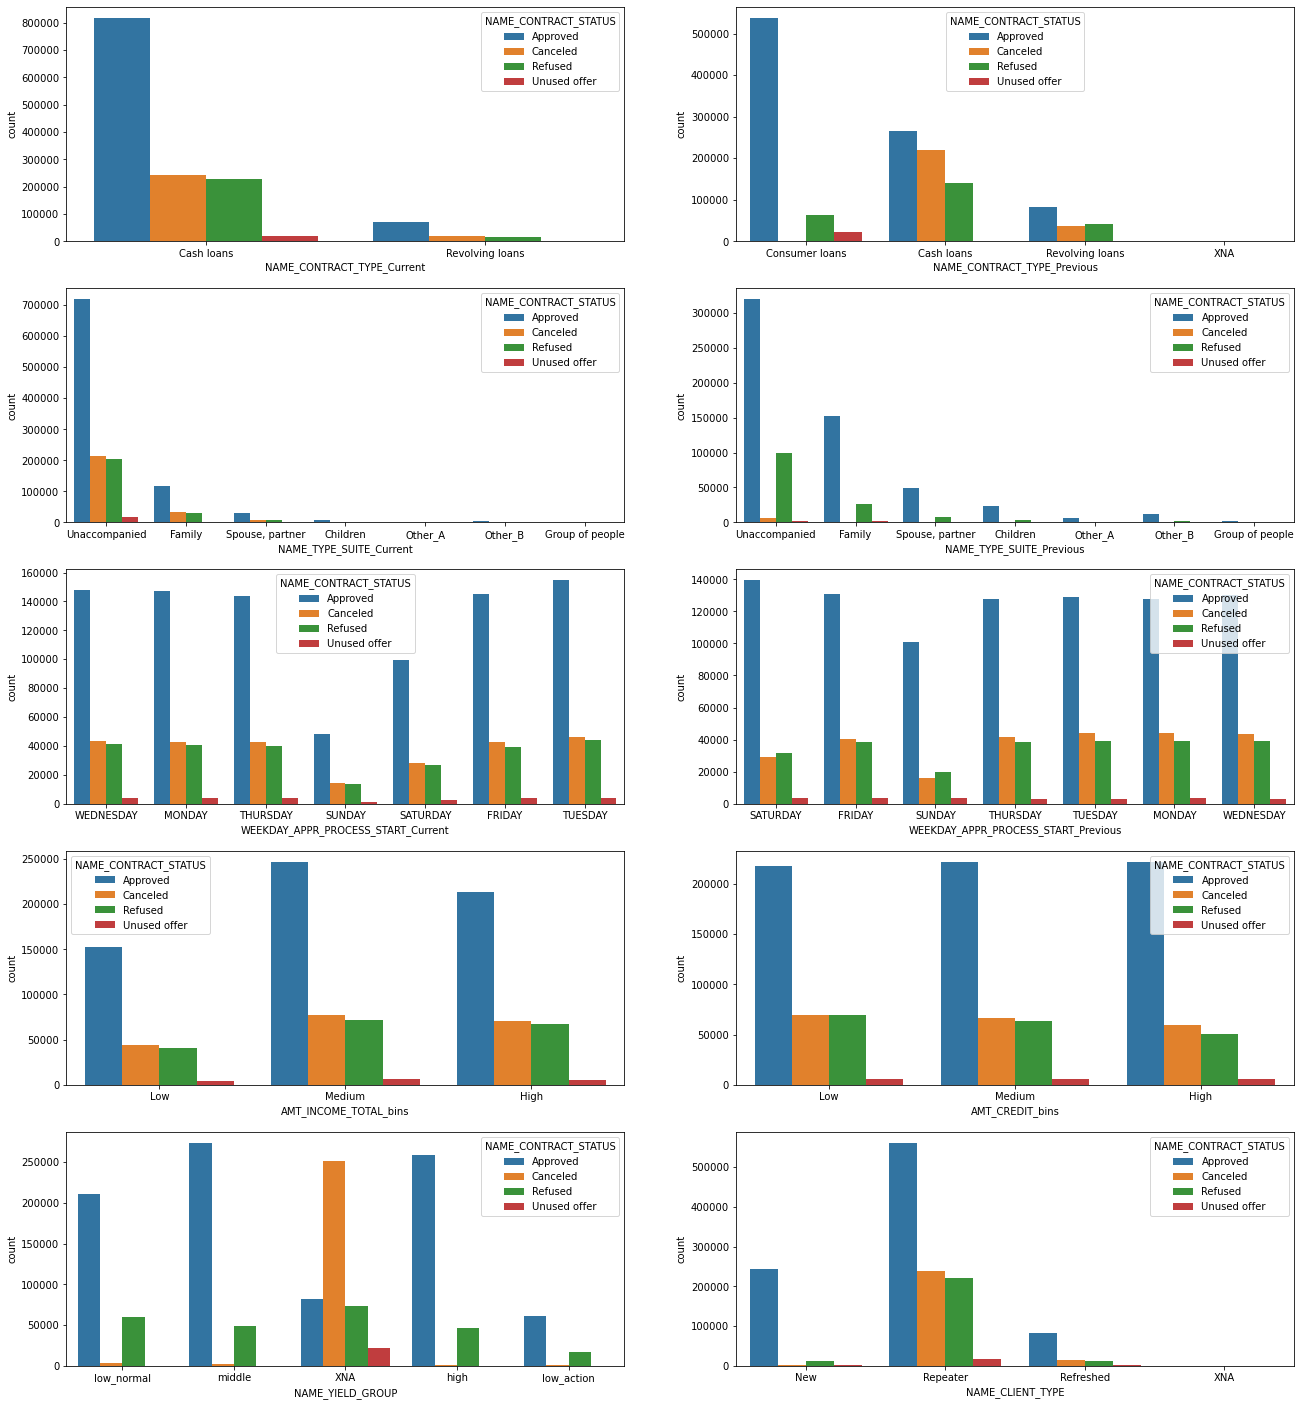 800000
700000
600000
500000
400000
300000
200000
100000
0
count
Cash loans Revolving loans
NAME_CONTRACT_TYPE_Current
NAME_CONTRACT_STATUS
Approved
Canceled
Refused
Unused offer
500000
400000
300000
200000
100000
0
count
Consumer loans Cash loans Revolving loans XNA
NAME_CONTRACT_TYPE_Previous
NAME_CONTRACT_STATUS
Approved
Canceled
Refused
Unused offer
700000
600000
500000
400000
300000
200000
100000
0
count
Unaccompanied Family Spouse, partner Children Other_A Other_B Group of people
NAME_TYPE_SUITE_Current
NAME_CONTRACT_STATUS
Approved
Canceled
Refused
Unused offer
300000
250000
200000
150000
100000
50000
0
count
Unaccompanied Family Spouse, partner Children Other_A Other_B Group of people
NAME_TYPE_SUITE_Previous
NAME_CONTRACT_STATUS
Approved
Canceled
Refused
Unused offer
160000
140000
120000
100000
80000
60000
40000
20000
0
count
WEDNESDAY MONDAY THURSDAY SUNDAY SATURDAY FRIDAY TUESDAY
WEEKDAY_APPR_PROCESS_START_Current
NAME_CONTRACT_STATUS
Approved
Canceled
Refused
Unused offer
140000
120000
100000
80000
60000
40000
20000
0
count
SATURDAY FRIDAY SUNDAY THURSDAY TUESDAY MONDAY WEDNESDAY
WEEKDAY_APPR_PROCESS_START_Previous
NAME_CONTRACT_STATUS
Approved
Canceled
Refused
Unused offer
250000
200000
150000
100000
50000
0
count
Low Medium High
AMT_INCOME_TOTAL_bins
NAME_CONTRACT_STATUS
Approved
Canceled
Refused
Unused offer
200000
150000
100000
50000
0
count
Low Medium High
AMT_CREDIT_bins
NAME_CONTRACT_STATUS
Approved
Canceled
Refused
Unused offer
250000
200000
150000
100000
50000
0
count
low_normal middle XNA high low_action
NAME_YIELD_GROUP
NAME_CONTRACT_STATUS
Approved
Canceled
Refused
Unused offer
500000
400000
300000
200000
100000
0
count
New Repeater Refreshed XNA
NAME_CLIENT_TYPE
NAME_CONTRACT_STATUS
Approved
Canceled
Refused
Unused offer